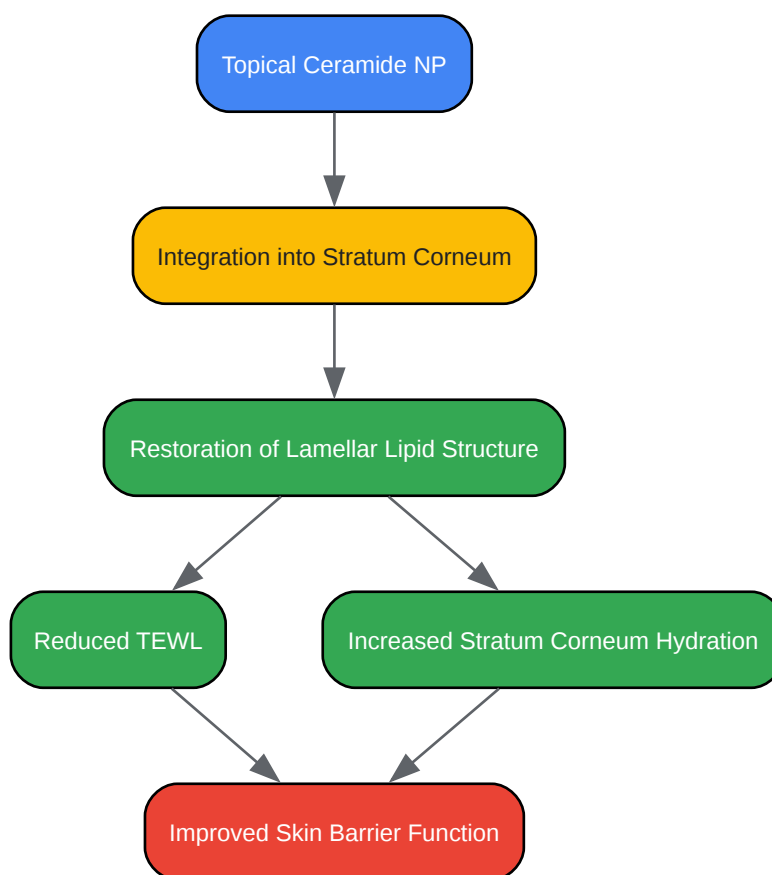 Topical Ceramide NP
Integration into Stratum Corneum
Restoration of Lamellar Lipid Structure
Reduced TEWL
Increased Stratum Corneum Hydration
Improved Skin Barrier Function